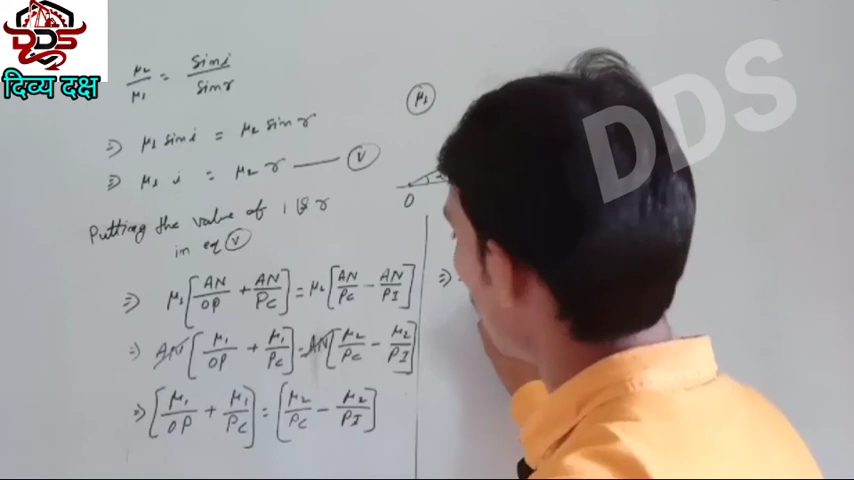 DDS
दिव्य दक्ष
DDS
μ₂/μ₁ = sin i/sin r
⇒ μ₁ sin i = μ₂ sin r
⇒ μ₁ i = μ₂ r —— (V)
Putting the value of i & r
in eq (V)
⇒ μ₁[AN/OP + AN/PC] = μ₂[AN/PC - AN/PI]
⇒ AN[μ₁/OP + μ₁/PC] = AN[μ₂/PC - μ₂/PI]
⇒ [μ₁/OP + μ₁/PC] = [μ₂/PC - μ₂/PI]
μ₁
O
⇒